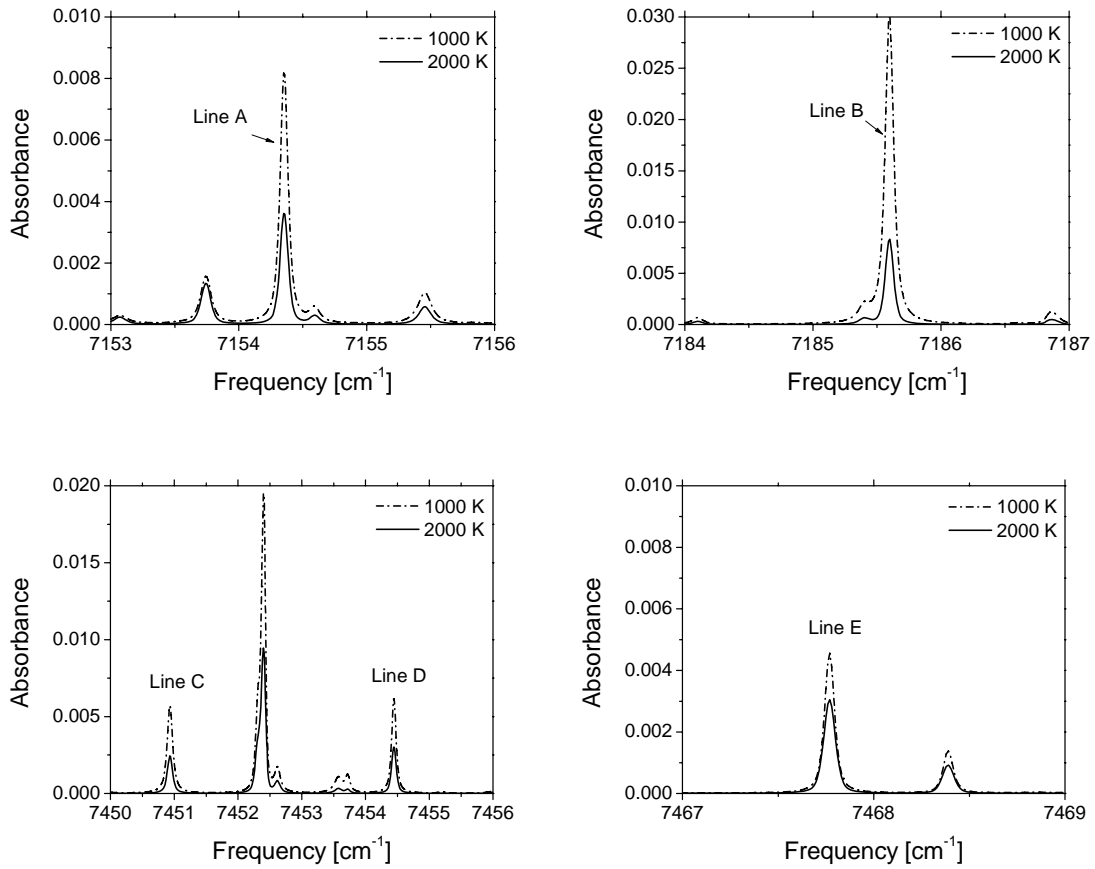 0.010
0.008
0.006
0.004
0.002
0.000
Absorbance
1000 K
2000 K
Line A
7153
7154
7155
7156
Frequency [cm⁻¹]
0.030
0.025
0.020
0.015
0.010
0.005
0.000
Absorbance
1000 K
2000 K
Line B
7184
7185
7186
7187
Frequency [cm⁻¹]
0.020
0.015
0.010
0.005
0.000
Absorbance
1000 K
2000 K
Line C
Line D
7450
7451
7452
7453
7454
7455
7456
Frequency [cm⁻¹]
0.010
0.008
0.006
0.004
0.002
0.000
Absorbance
1000 K
2000 K
Line E
7467
7468
7469
Frequency [cm⁻¹]